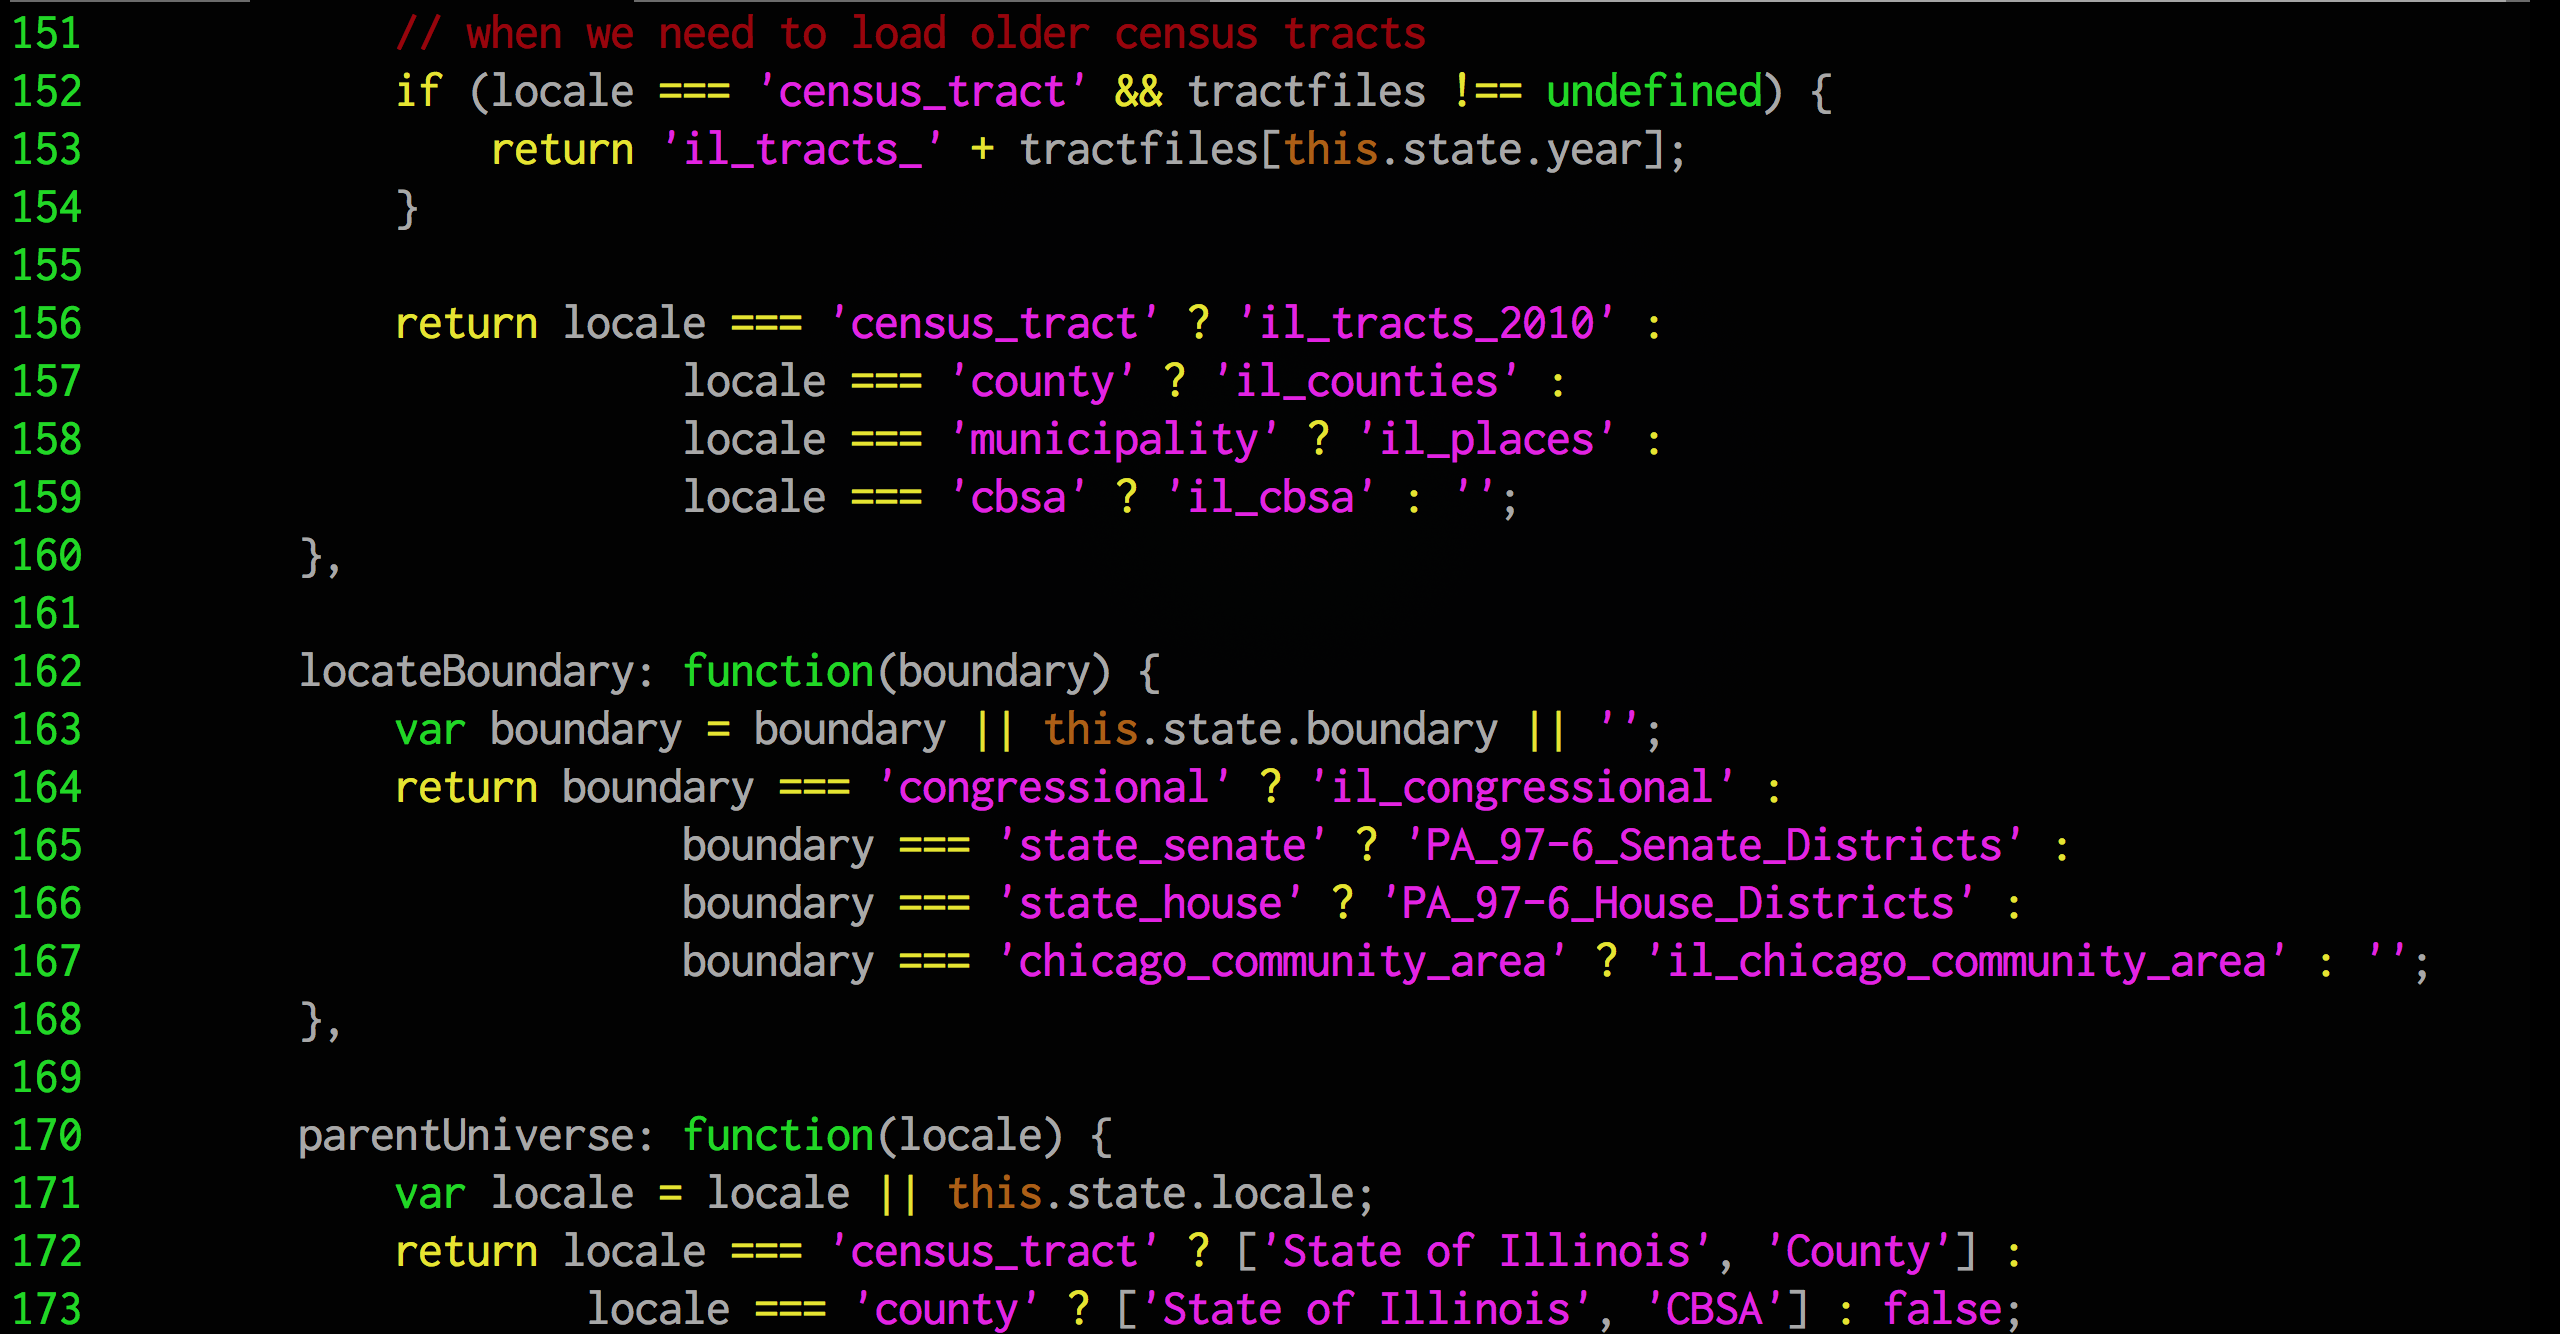 151             // when we need to load older census tracts
152             if (locale === 'census_tract' && tractfiles !== undefined) {
153                 return 'il_tracts_' + tractfiles[this.state.year];
154             }
155
156             return locale === 'census_tract' ? 'il_tracts_2010' :
157                         locale === 'county' ? 'il_counties' :
158                         locale === 'municipality' ? 'il_places' :
159                         locale === 'cbsa' ? 'il_cbsa' : '';
160         },
161
162         locateBoundary: function(boundary) {
163             var boundary = boundary || this.state.boundary || '';
164             return boundary === 'congressional' ? 'il_congressional' :
165                         boundary === 'state_senate' ? 'PA_97-6_Senate_Districts' :
166                         boundary === 'state_house' ? 'PA_97-6_House_Districts' :
167                         boundary === 'chicago_community_area' ? 'il_chicago_community_area' : '';
168         },
169
170         parentUniverse: function(locale) {
171             var locale = locale || this.state.locale;
172             return locale === 'census_tract' ? ['State of Illinois', 'County'] :
173                     locale === 'county' ? ['State of Illinois', 'CBSA'] : false;